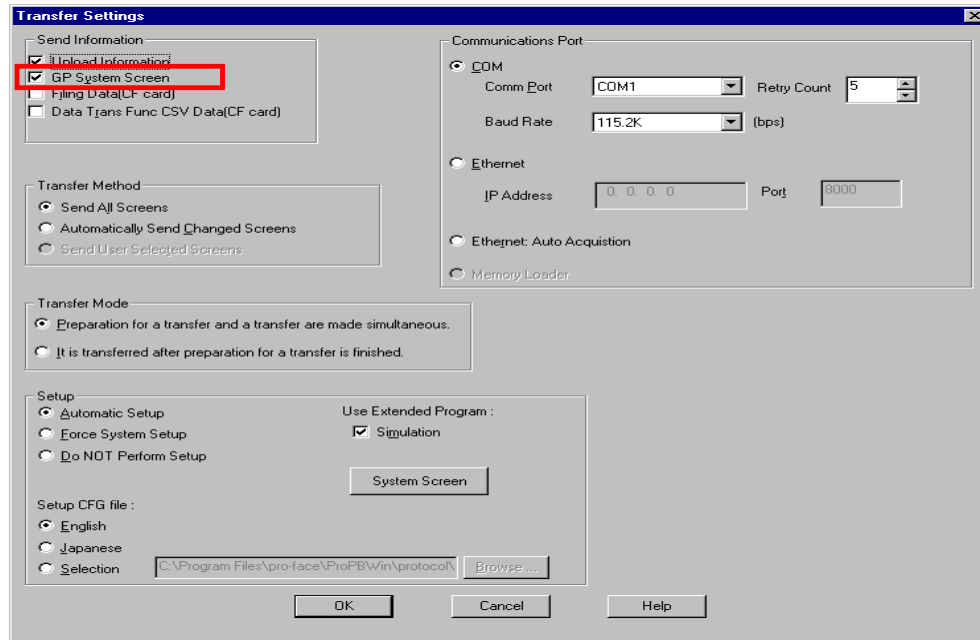 Transfer Settings
Send Information
Upload Information
GP System Screen
Filing Data(CF card)
Data Trans Func CSV Data(CF card)
Transfer Method
Send All Screens
Automatically Send Changed Screens
Send User Selected Screens
Transfer Mode
Preparation for a transfer and a transfer are made simultaneous.
It is transferred after preparation for a transfer is finished.
Communications Port
COM
Comm Port COM1 Retry Count 5
Baud Rate 115.2K (bps)
Ethernet
IP Address 0. 0. 0. 0 Port 8000
Ethernet: Auto Acquistion
Memory Loader
Setup
Automatic Setup
Force System Setup
Do NOT Perform Setup
Use Extended Program :
Simulation
System Screen
Setup CFG file :
English
Japanese
Selection C:\Program Files\pro-face\ProPBWin\protocol\ Browse ...
OK Cancel Help